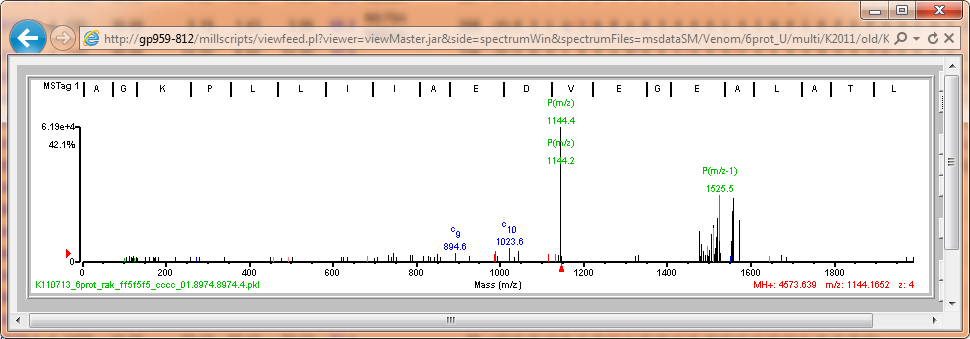 http://gp959-812/millscripts/viewfeed.pl?viewer=viewMaster.jar&side=spectrumWin&spectrumFiles=msdataSM/Venom/6prot_U/multi/K2011/old/K
MSTag 1 A G K P L L I I A E D V E G E A L A T L
P(m/z)
1144.4
6.19e+4
42.1%
P(m/z)
1144.2
P(m/z-1)
1525.5
c9
894.6
c10
1023.6
0
0 200 400 600 800 1000 1200 1400 1600 1800
K110713_6prot_rak_ff5f5f5_coco_01.8974.8974.4.pkl Mass (m/z) MH+: 4573.639 m/z: 1144.1652 z: 4